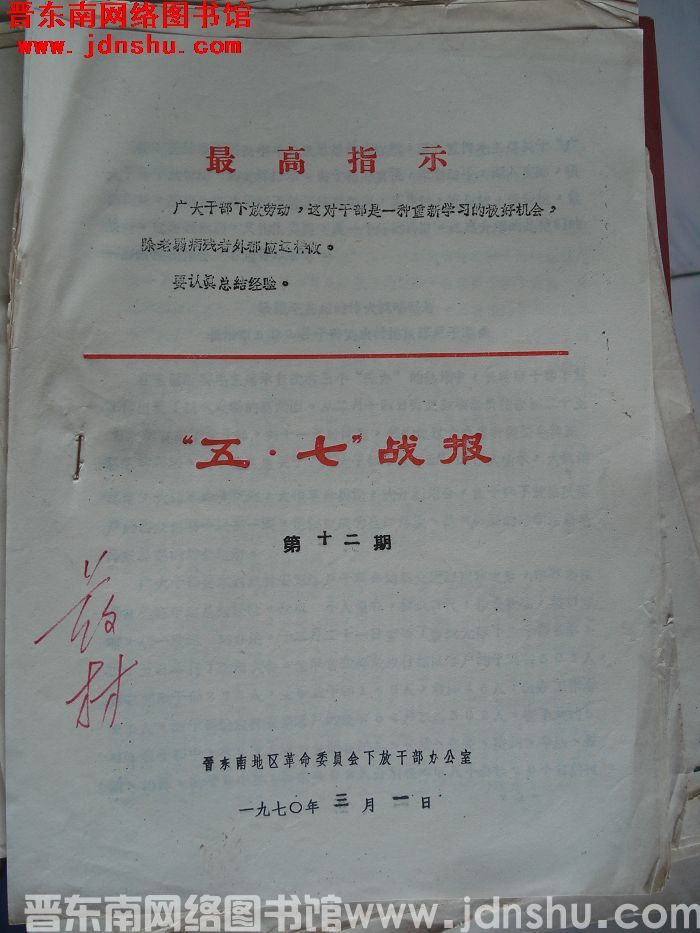 晋东南网络图书馆
www.jdnshu.com
最高指示
广大干部下放劳动，这对干部是一种重新学习的极好机会，
除老弱病残者外都应这样做。
要认真总结经验。
“五·七”战报
第十二期
晋东南地区革命委员会下放干部办公室
一九七〇年三月一日
晋东南网络图书馆www.jdnshu.com